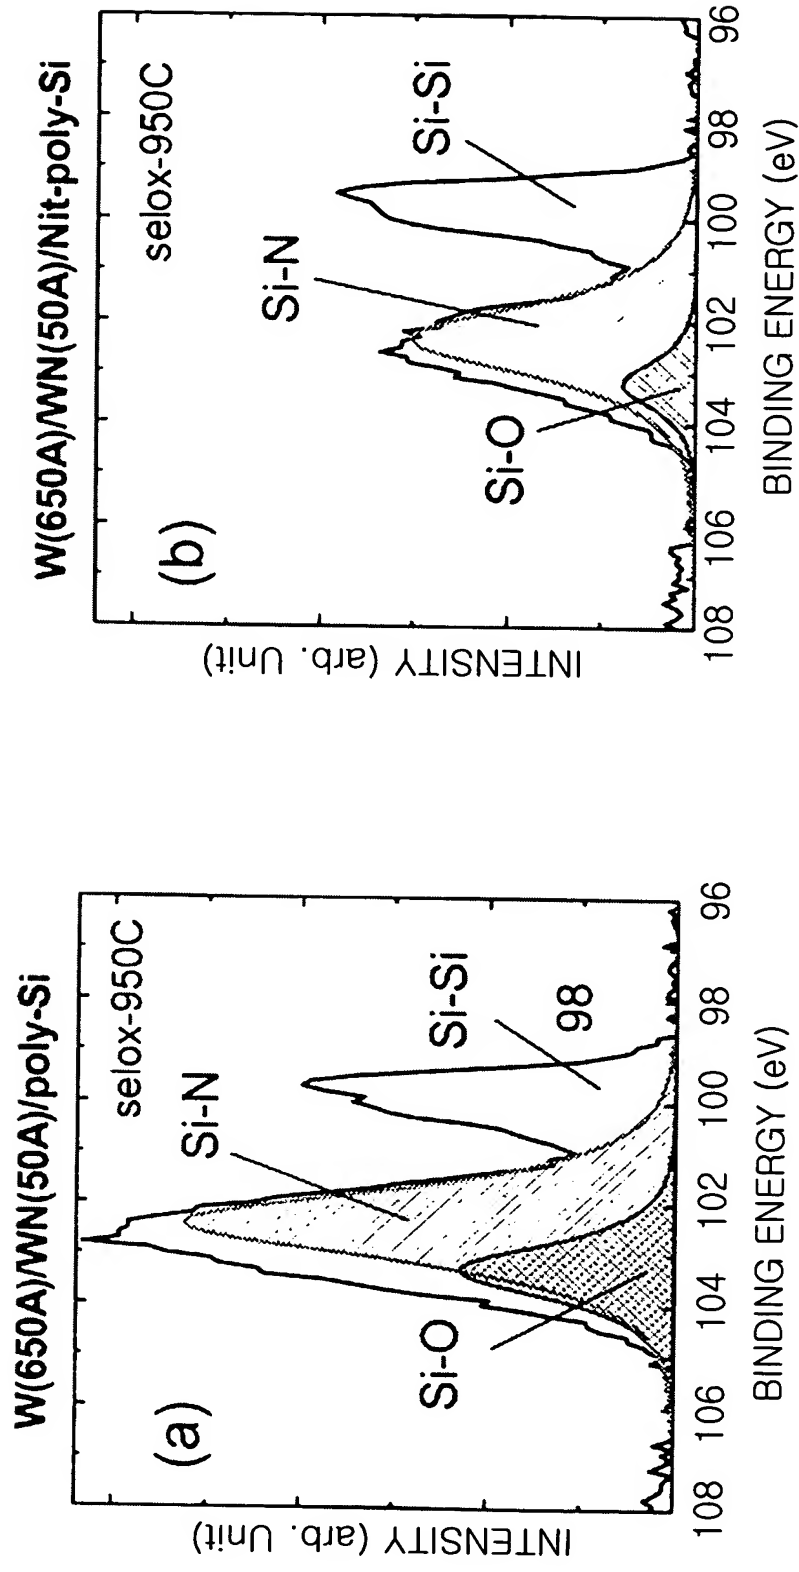 W(650A)/WN(50A)/poly-Si
(a)
selox-950C
Si-N
Si-Si
Si-O
98
INTENSITY (arb. Unit)
108 106 104 102 100 98 96
BINDING ENERGY (eV)
W(650A)/WN(50A)/Nit-poly-Si
(b)
selox-950C
Si-N
Si-Si
Si-O
INTENSITY (arb. Unit)
108 106 104 102 100 98 96
BINDING ENERGY (eV)